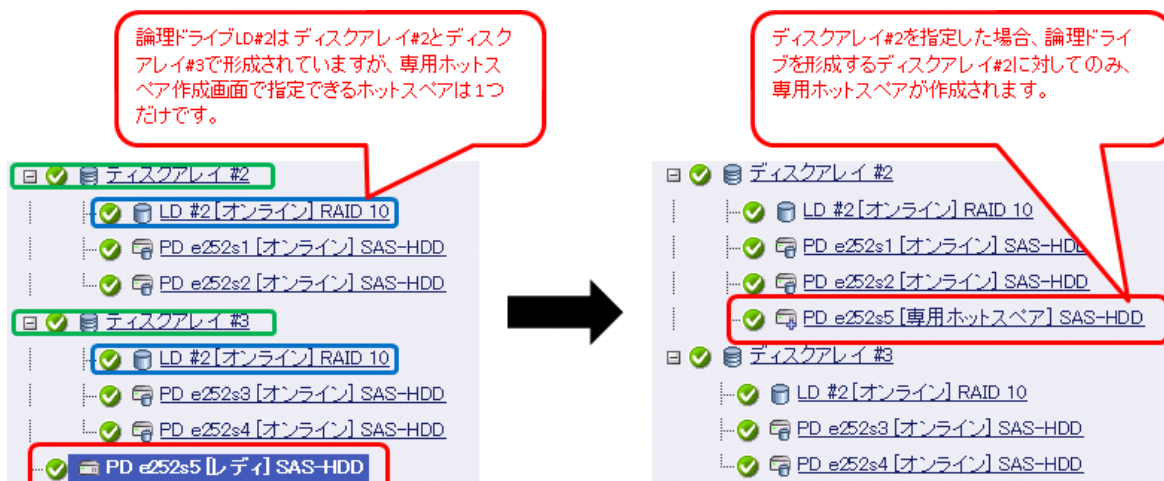 論理ドライブLD#2は ディスクアレイ#2とディスク
アレイ#3で形成されていますが、専用ホットス
ペア作成画面で指定できるホットスペアは1つ
だけです。
ディスクアレイ #2
LD #2 [オンライン] RAID 10
PD e252s1 [オンライン] SAS-HDD
PD e252s2 [オンライン] SAS-HDD
ディスクアレイ #3
LD #2 [オンライン] RAID 10
PD e252s3 [オンライン] SAS-HDD
PD e252s4 [オンライン] SAS-HDD
PD e252s5 [レディ] SAS-HDD
ディスクアレイ#2を指定した場合、論理ドライ
ブを形成するディスクアレイ#2に対してのみ、
専用ホットスペアが作成されます。
ディスクアレイ #2
LD #2 [オンライン] RAID 10
PD e252s1 [オンライン] SAS-HDD
PD e252s2 [オンライン] SAS-HDD
PD e252s5 [専用ホットスペア] SAS-HDD
ディスクアレイ #3
LD #2 [オンライン] RAID 10
PD e252s3 [オンライン] SAS-HDD
PD e252s4 [オンライン] SAS-HDD